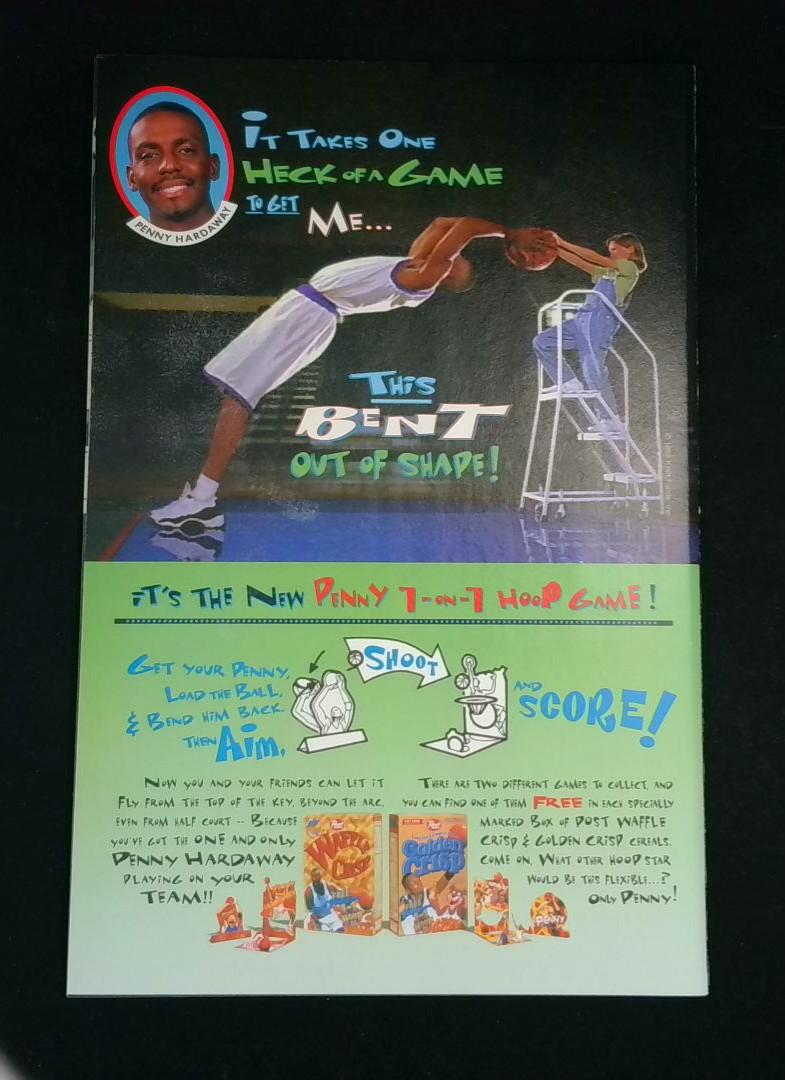 PENNY HARDAWAY
iT TAKES ONE
HECK OF A GAME
TO GET
ME...
THiS
BENT
OUT OF SHAPE!
iT'S THE NEW PENNY 1-ON-1 HOOP GAME!
GET YOUR PENNY,
LOAD THE BALL,
& BEND HIM BACK.
THEN AiM,
SHOOT
AND
SCORE!
NOW YOU AND YOUR FRIENDS CAN LET IT
FLY FROM THE TOP OF THE KEY, BEYOND THE ARC,
EVEN FROM HALF COURT -- BECAUSE
YOU'VE GOT THE ONE AND ONLY
PENNY HARDAWAY
PLAYING ON YOUR
TEAM!!
THERE ARE TWO DIFFERENT GAMES TO COLLECT, AND
YOU CAN FIND ONE OF THEM FREE IN EACH SPECIALLY
MARKED BOX OF POST WAFFLE
CRISP & GOLDEN CRISP CEREALS.
COME ON, WHAT OTHER HOOP STAR
WOULD BE THIS FLEXIBLE...?
ONLY PENNY!
Post
WAFFLE
CRISP
Post
Golden
CRISP
PENNY